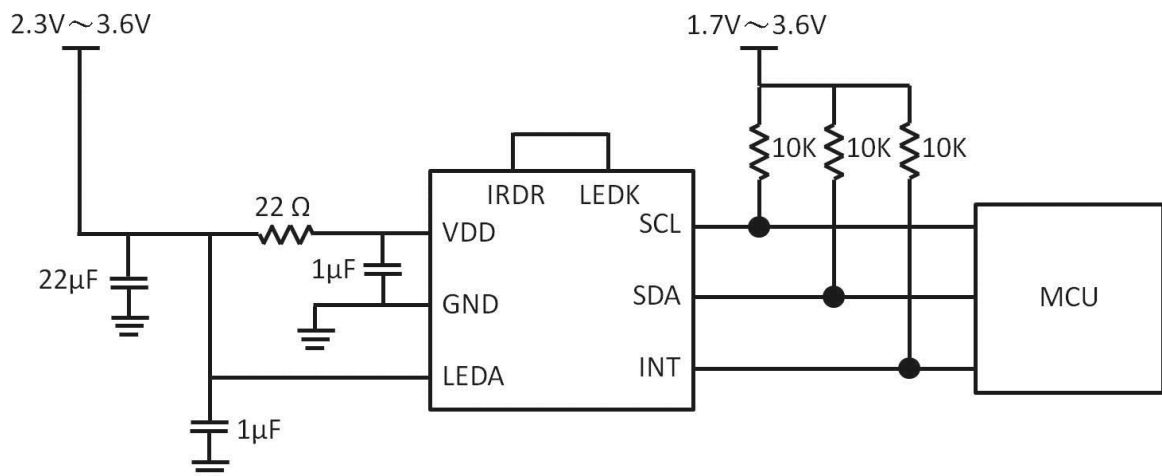 2.3V～3.6V
1.7V～3.6V
10K
10K
10K
IRDR
LEDK
22 Ω
VDD
SCL
22μF
1μF
GND
SDA
MCU
LEDA
INT
1μF